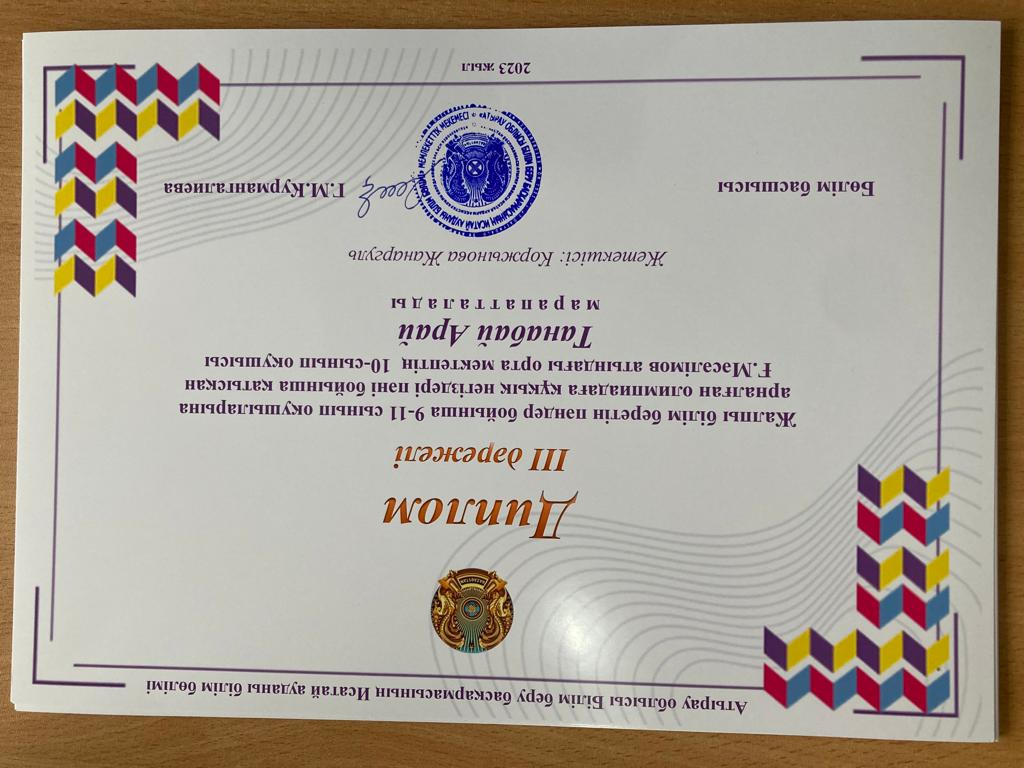 Атырау облысы Білім беру басқармасының Исатай ауданы білім бөлімі
Диплом
III дәрежелі
Жалпы білім беретін пәндер бойынша 9-11 сынып оқушыларына
арналған олимпиадада құқық негіздері пәні бойынша қатысқан
Ғ.Мәсәлімов атындағы орта мектептің 10-сынып оқушысы
Танабай Арай
марапатталады
Жетекшісі: Коржынова Жанаргуль
Бөлім басшысы Г.М.Курмангалиева
2023 жыл